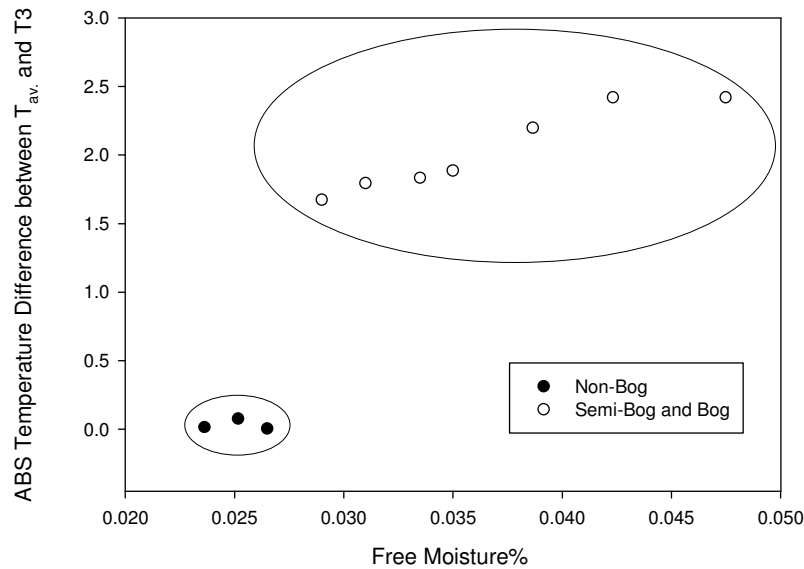 ABS Temperature Difference between Tav. and T3
3.0
2.5
2.0
1.5
1.0
0.5
0.0
Non-Bog
Semi-Bog and Bog
0.020 0.025 0.030 0.035 0.040 0.045 0.050
Free Moisture%